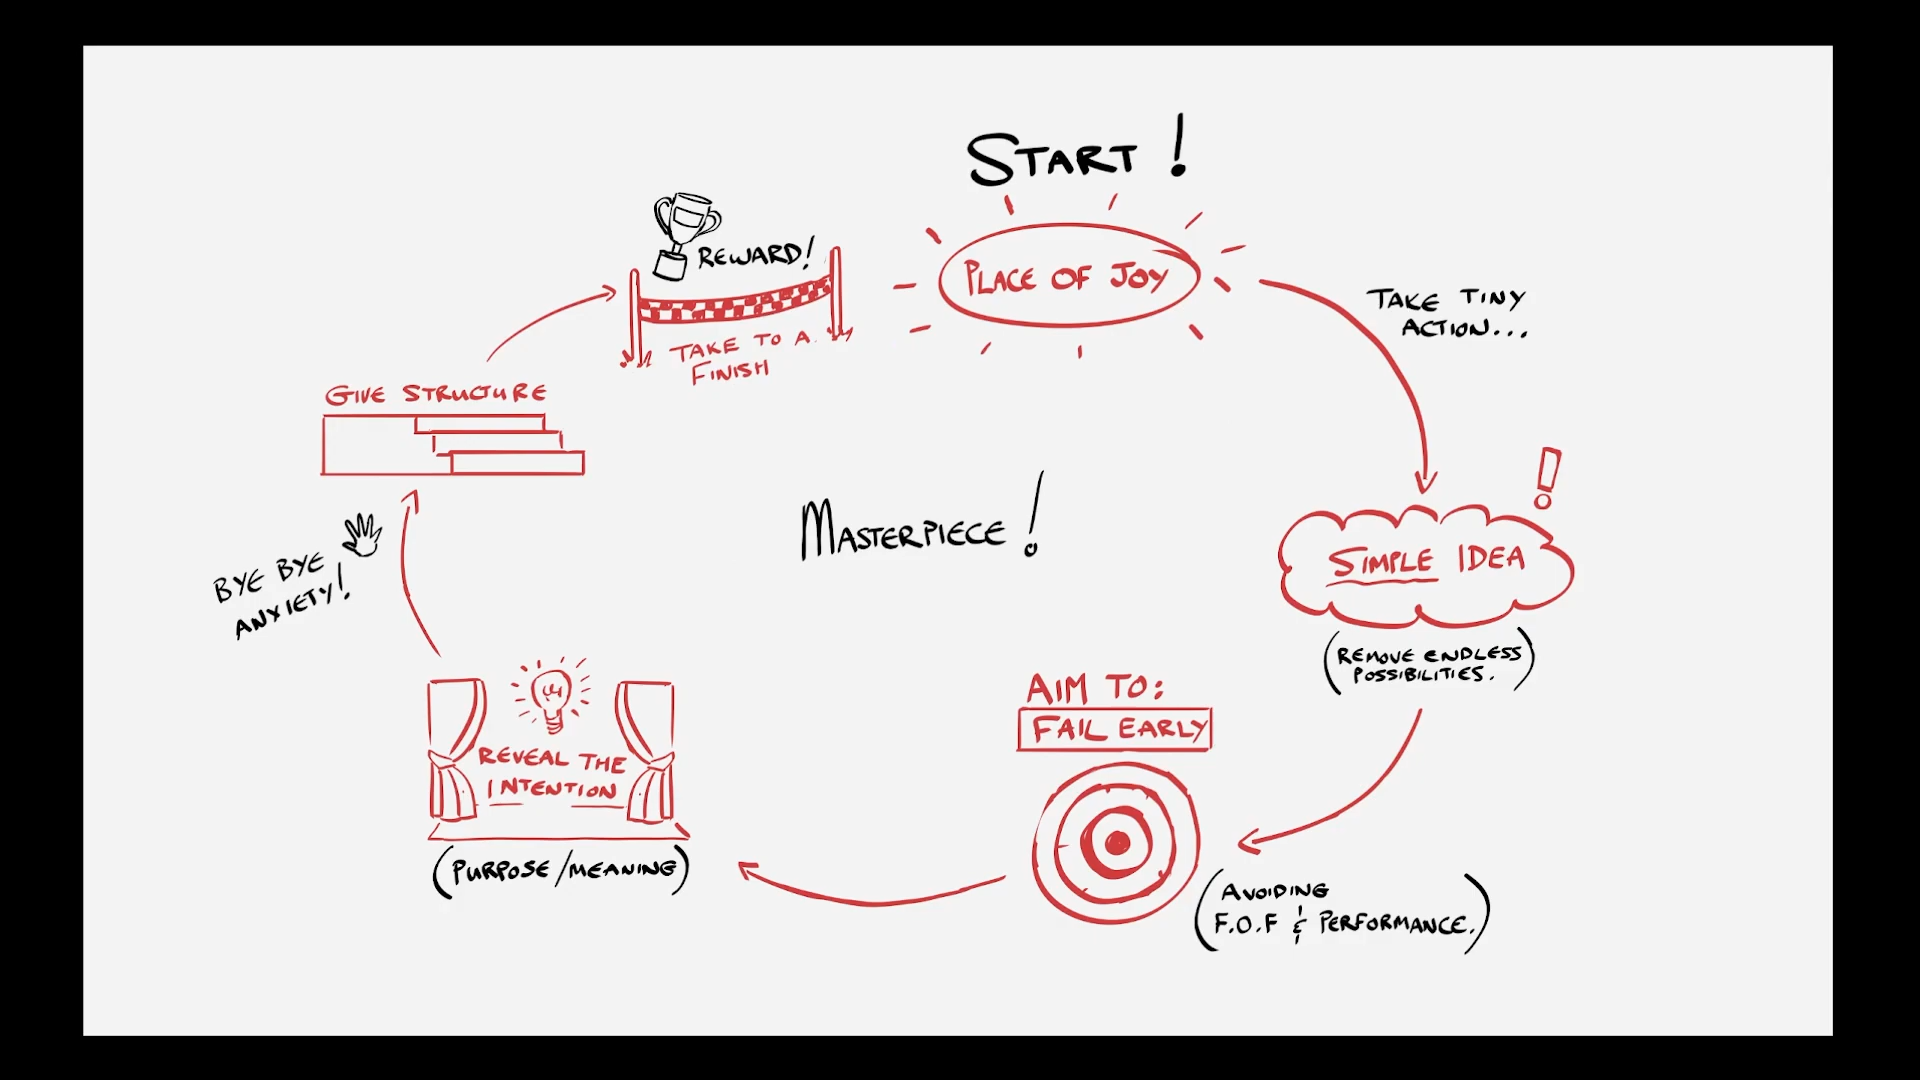 START !
PLACE OF JOY
TAKE TINY
ACTION...
SIMPLE IDEA
(REMOVE ENDLESS
POSSIBILITIES.)
AIM TO:
FAIL EARLY
(AVOIDING
F.O.F & PERFORMANCE.)
REVEAL THE
INTENTION
(PURPOSE/MEANING)
BYE BYE
ANXIETY!
GIVE STRUCTURE
REWARD!
TAKE TO A
FINISH
MASTERPIECE!